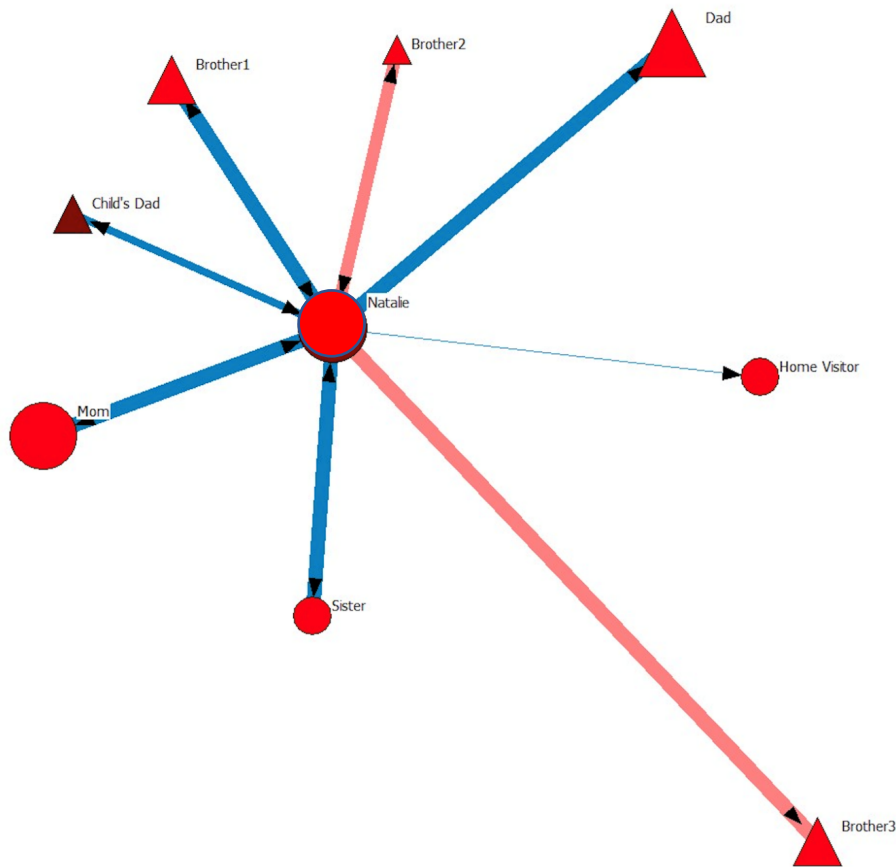 Dad
Brother2
Brother1
Child's Dad
Natalie
Home Visitor
Mom
Sister
Brother3